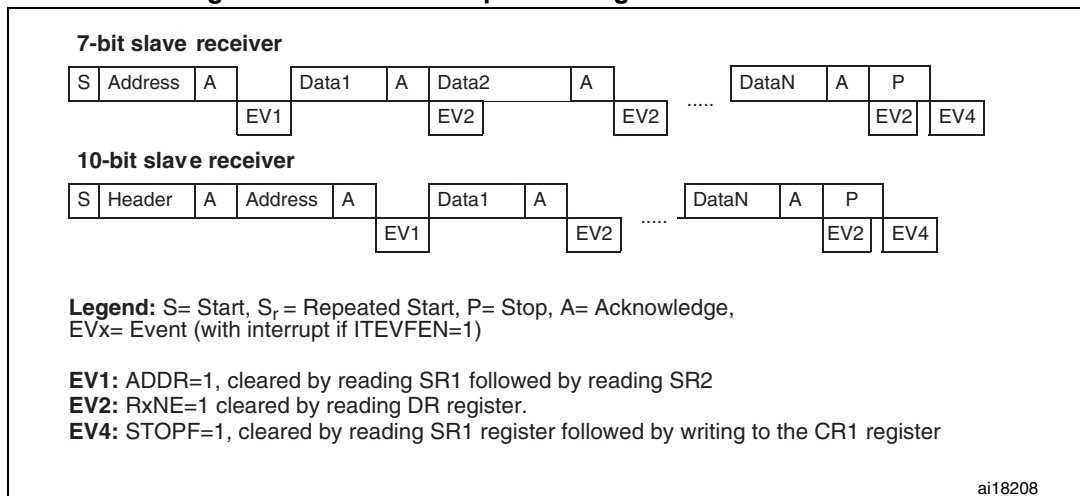 7-bit slave receiver
S Address A Data1 A Data2 A ..... DataN A P
EV1 EV2 EV2 EV2 EV4
10-bit slave receiver
S Header A Address A Data1 A ..... DataN A P
EV1 EV2 EV2 EV4
Legend: S= Start, Sr = Repeated Start, P= Stop, A= Acknowledge,
EVx= Event (with interrupt if ITEVFEN=1)
EV1: ADDR=1, cleared by reading SR1 followed by reading SR2
EV2: RxNE=1 cleared by reading DR register.
EV4: STOPF=1, cleared by reading SR1 register followed by writing to the CR1 register
ai18208